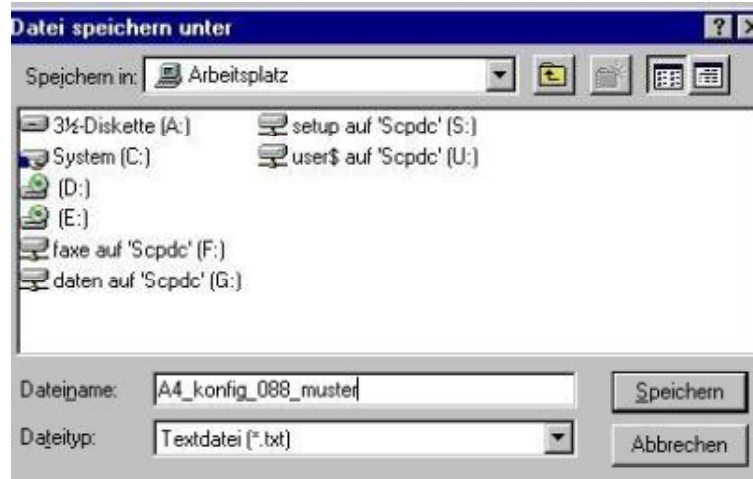 Datei speichern unter
Speichern in: Arbeitsplatz
3½-Diskette (A:)
System (C:)
(D:)
(E:)
faxe auf 'Scpdc' (F:)
daten auf 'Scpdc' (G:)
setup auf 'Scpdc' (S:)
user$ auf 'Scpdc' (U:)
Dateiname: A4_konfig_088_muster
Speichern
Dateityp: Textdatei (*.txt)
Abbrechen